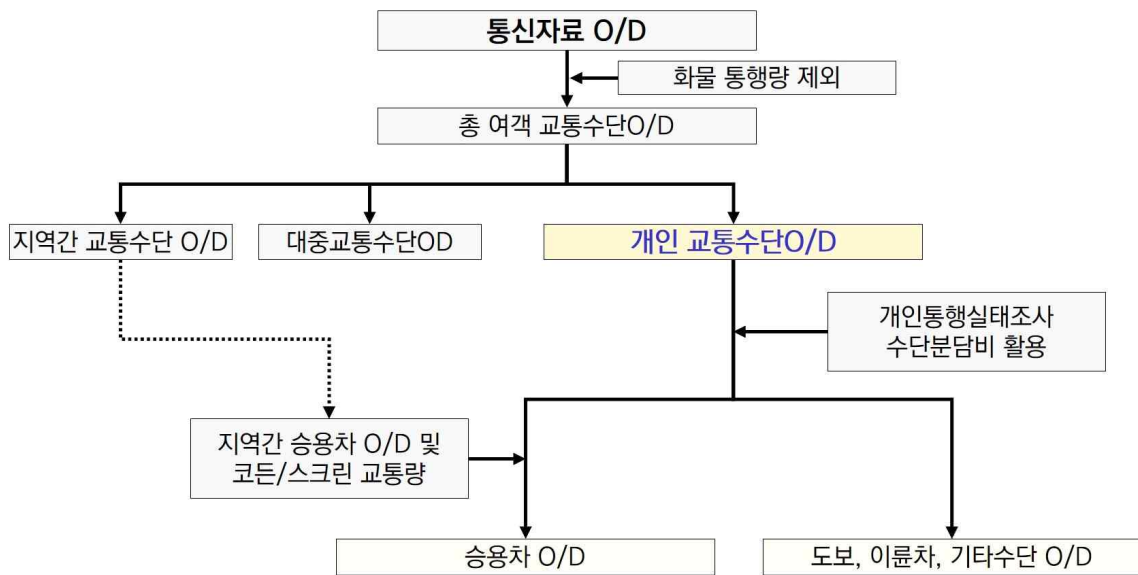 통신자료 O/D
화물 통행량 제외
총 여객 교통수단O/D
지역간 교통수단 O/D
대중교통수단OD
개인 교통수단O/D
개인통행실태조사
수단분담비 활용
지역간 승용차 O/D 및
코든/스크린 교통량
승용차 O/D
도보, 이륜차, 기타수단 O/D